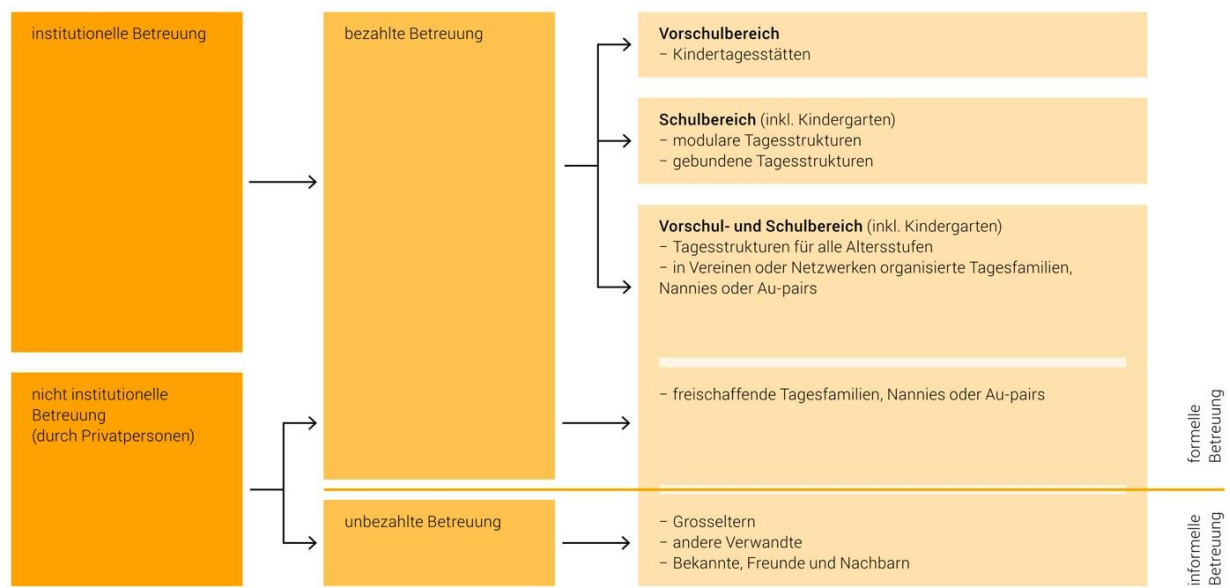 institutionelle Betreuung
bezahlte Betreuung
Vorschulbereich
– Kindertagesstätten
Schulbereich (inkl. Kindergarten)
– modulare Tagesstrukturen
– gebundene Tagesstrukturen
Vorschul- und Schulbereich (inkl. Kindergarten)
– Tagesstrukturen für alle Altersstufen
– in Vereinen oder Netzwerken organisierte Tagesfamilien,
Nannies oder Au-pairs
nicht institutionelle
Betreuung
(durch Privatpersonen)
– freischaffende Tagesfamilien, Nannies oder Au-pairs
formelle
Betreuung
unbezahlte Betreuung
– Grosseltern
– andere Verwandte
– Bekannte, Freunde und Nachbarn
informelle
Betreuung